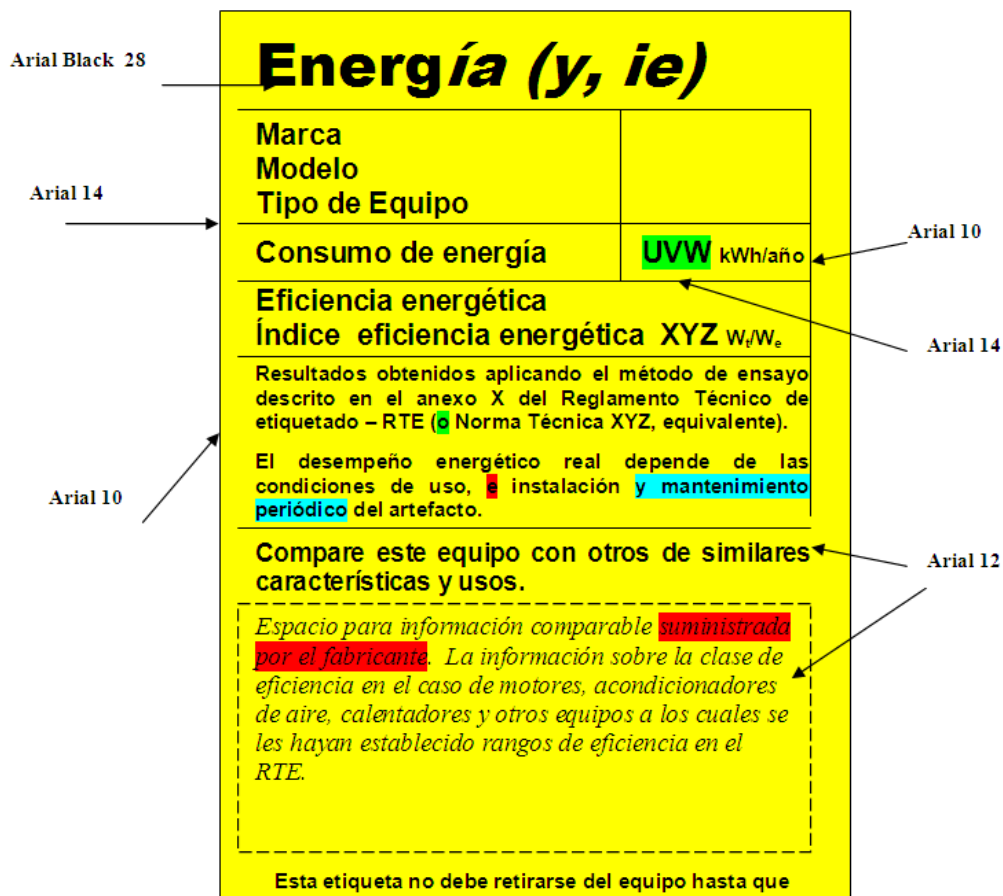 Arial Black 28
Energía (y, ie)
Marca
Modelo
Tipo de Equipo
Arial 14
Consumo de energía UVW kWh/año
Arial 10
Eficiencia energética
Índice eficiencia energética XYZ Wt/We
Arial 14
Resultados obtenidos aplicando el método de ensayo
descrito en el anexo X del Reglamento Técnico de
etiquetado – RTE (o Norma Técnica XYZ, equivalente).
El desempeño energético real depende de las
condiciones de uso, e instalación y mantenimiento
periódico del artefacto.
Arial 10
Compare este equipo con otros de similares
características y usos.
Arial 12
Espacio para información comparable suministrada
por el fabricante. La información sobre la clase de
eficiencia en el caso de motores, acondicionadores
de aire, calentadores y otros equipos a los cuales se
les hayan establecido rangos de eficiencia en el
RTE.
Esta etiqueta no debe retirarse del equipo hasta que